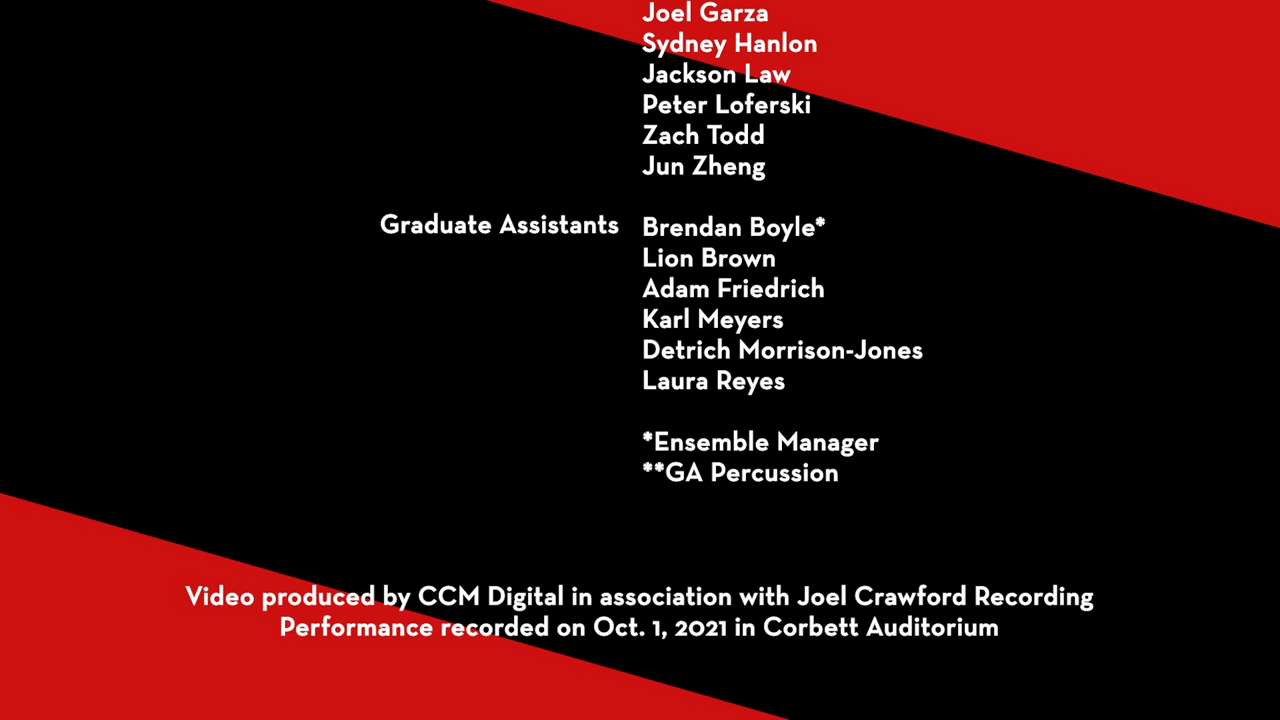 Joel Garza
Sydney Hanlon
Jackson Law
Peter Loferski
Zach Todd
Jun Zheng
Graduate Assistants Brendan Boyle*
Lion Brown
Adam Friedrich
Karl Meyers
Detrich Morrison-Jones
Laura Reyes
*Ensemble Manager
**GA Percussion
Video produced by CCM Digital in association with Joel Crawford Recording
Performance recorded on Oct. 1, 2021 in Corbett Auditorium